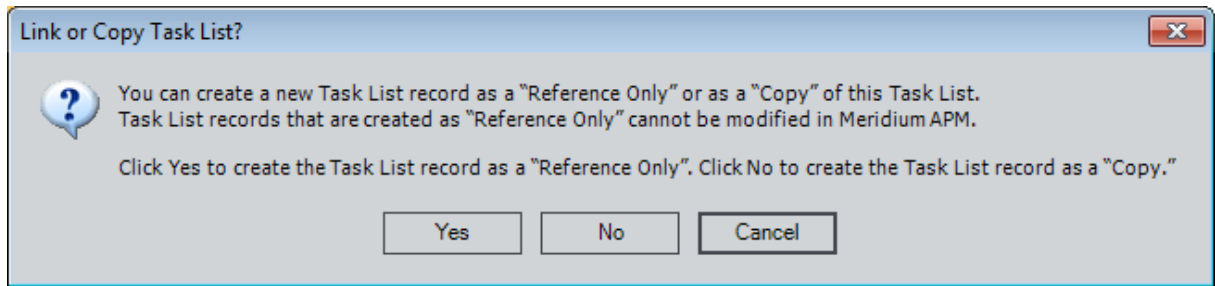 Link or Copy Task List?
You can create a new Task List record as a “Reference Only” or as a “Copy” of this Task List.
Task List records that are created as “Reference Only” cannot be modified in Meridium APM.
Click Yes to create the Task List record as a “Reference Only”. Click No to create the Task List record as a “Copy.”
Yes No Cancel